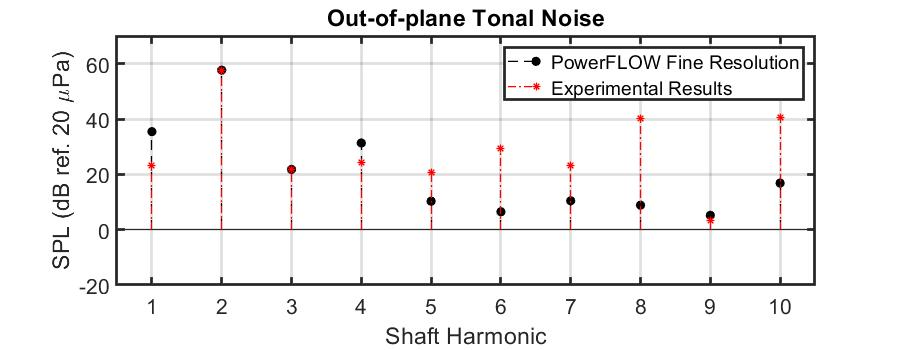 Out-of-plane Tonal Noise
PowerFLOW Fine Resolution
Experimental Results
SPL (dB ref. 20 μPa)
60
40
20
0
-20
1 2 3 4 5 6 7 8 9 10
Shaft Harmonic